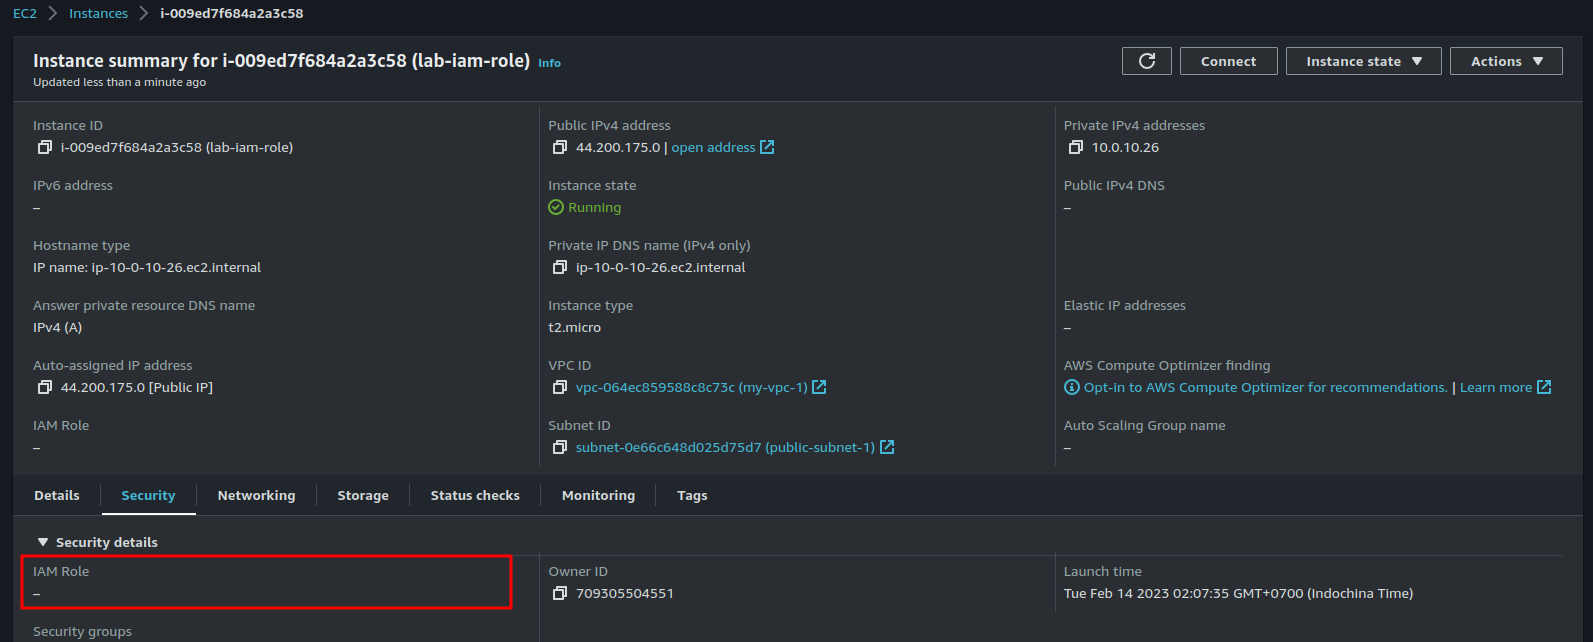 EC2 > Instances > i-009ed7f684a2a3c58
Instance summary for i-009ed7f684a2a3c58 (lab-iam-role) Info
Updated less than a minute ago
Connect
Instance state
Actions
Instance ID
i-009ed7f684a2a3c58 (lab-iam-role)
Public IPv4 address
44.200.175.0 | open address
Private IPv4 addresses
10.0.10.26
IPv6 address
–
Instance state
Running
Public IPv4 DNS
–
Hostname type
IP name: ip-10-0-10-26.ec2.internal
Private IP DNS name (IPv4 only)
ip-10-0-10-26.ec2.internal
Answer private resource DNS name
IPv4 (A)
Instance type
t2.micro
Elastic IP addresses
–
Auto-assigned IP address
44.200.175.0 [Public IP]
VPC ID
vpc-064ec859588c8c73c (my-vpc-1)
AWS Compute Optimizer finding
Opt-in to AWS Compute Optimizer for recommendations. | Learn more
IAM Role
–
Subnet ID
subnet-0e66c648d025d75d7 (public-subnet-1)
Auto Scaling Group name
–
Details
Security
Networking
Storage
Status checks
Monitoring
Tags
Security details
IAM Role
–
Owner ID
709305504551
Launch time
Tue Feb 14 2023 02:07:35 GMT+0700 (Indochina Time)
Security groups